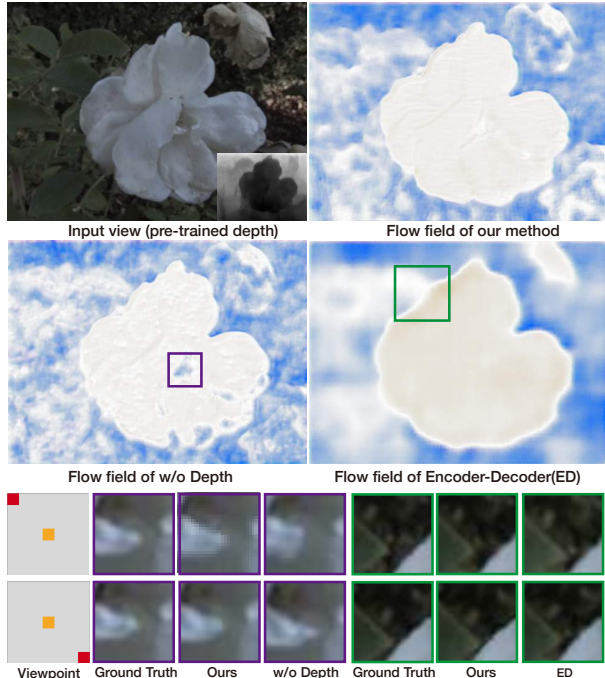 Input view (pre-trained depth)
Flow field of our method
Flow field of w/o Depth
Flow field of Encoder-Decoder(ED)
Viewpoint
Ground Truth
Ours
w/o Depth
Ground Truth
Ours
ED